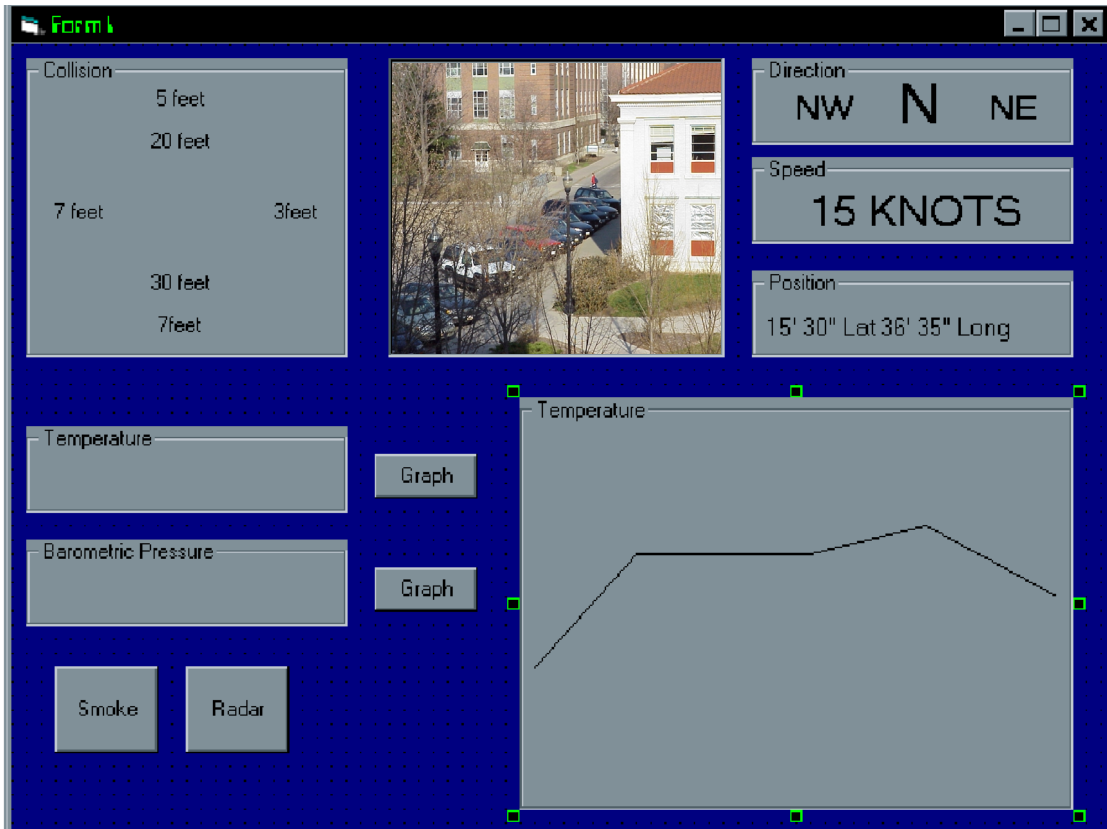 Form1
Collision
5 feet
20 feet
7 feet 3feet
30 feet
7feet
Direction
NW N NE
Speed
15 KNOTS
Position
15' 30" Lat 36' 35" Long
Temperature
Graph
Barometric Pressure
Graph
Smoke Radar
Temperature